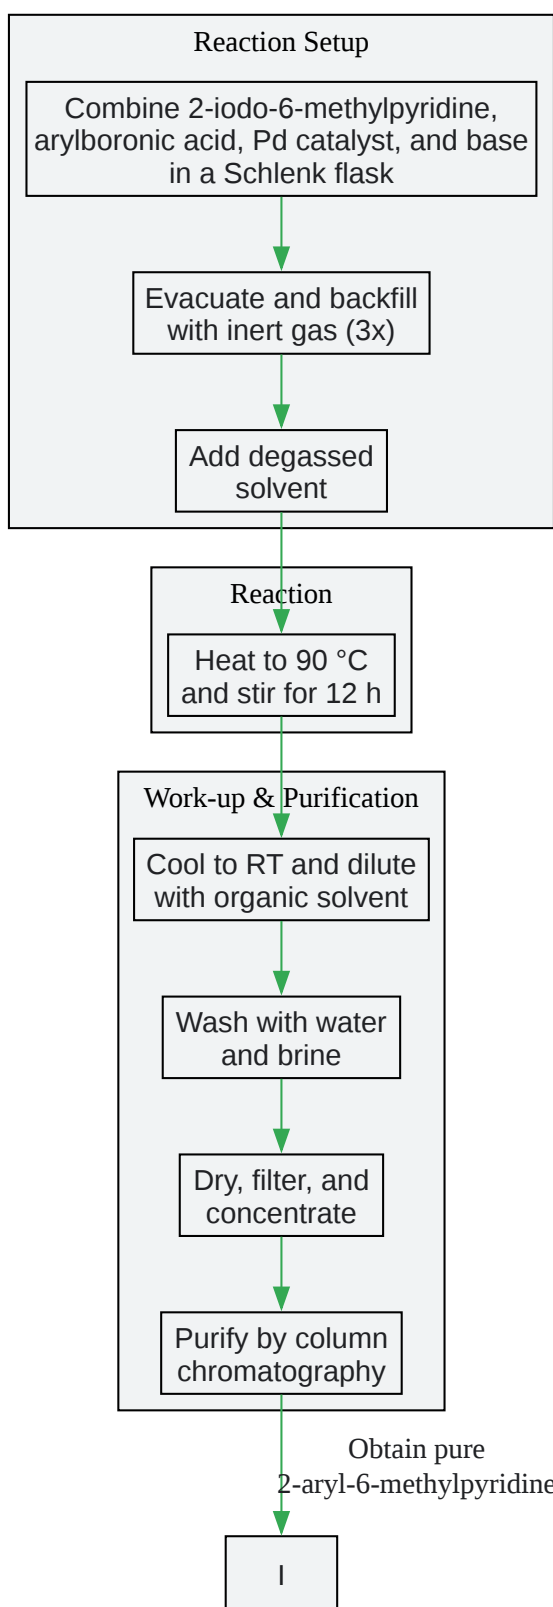 Reaction Setup
Combine 2-iodo-6-methylpyridine,
arylboronic acid, Pd catalyst, and base
in a Schlenk flask
Evacuate and backfill
with inert gas (3x)
Add degassed
solvent
Reaction
Heat to 90 °C
and stir for 12 h
Work-up & Purification
Cool to RT and dilute
with organic solvent
Wash with water
and brine
Dry, filter, and
concentrate
Purify by column
chromatography
Obtain pure
2-aryl-6-methylpyridine
I